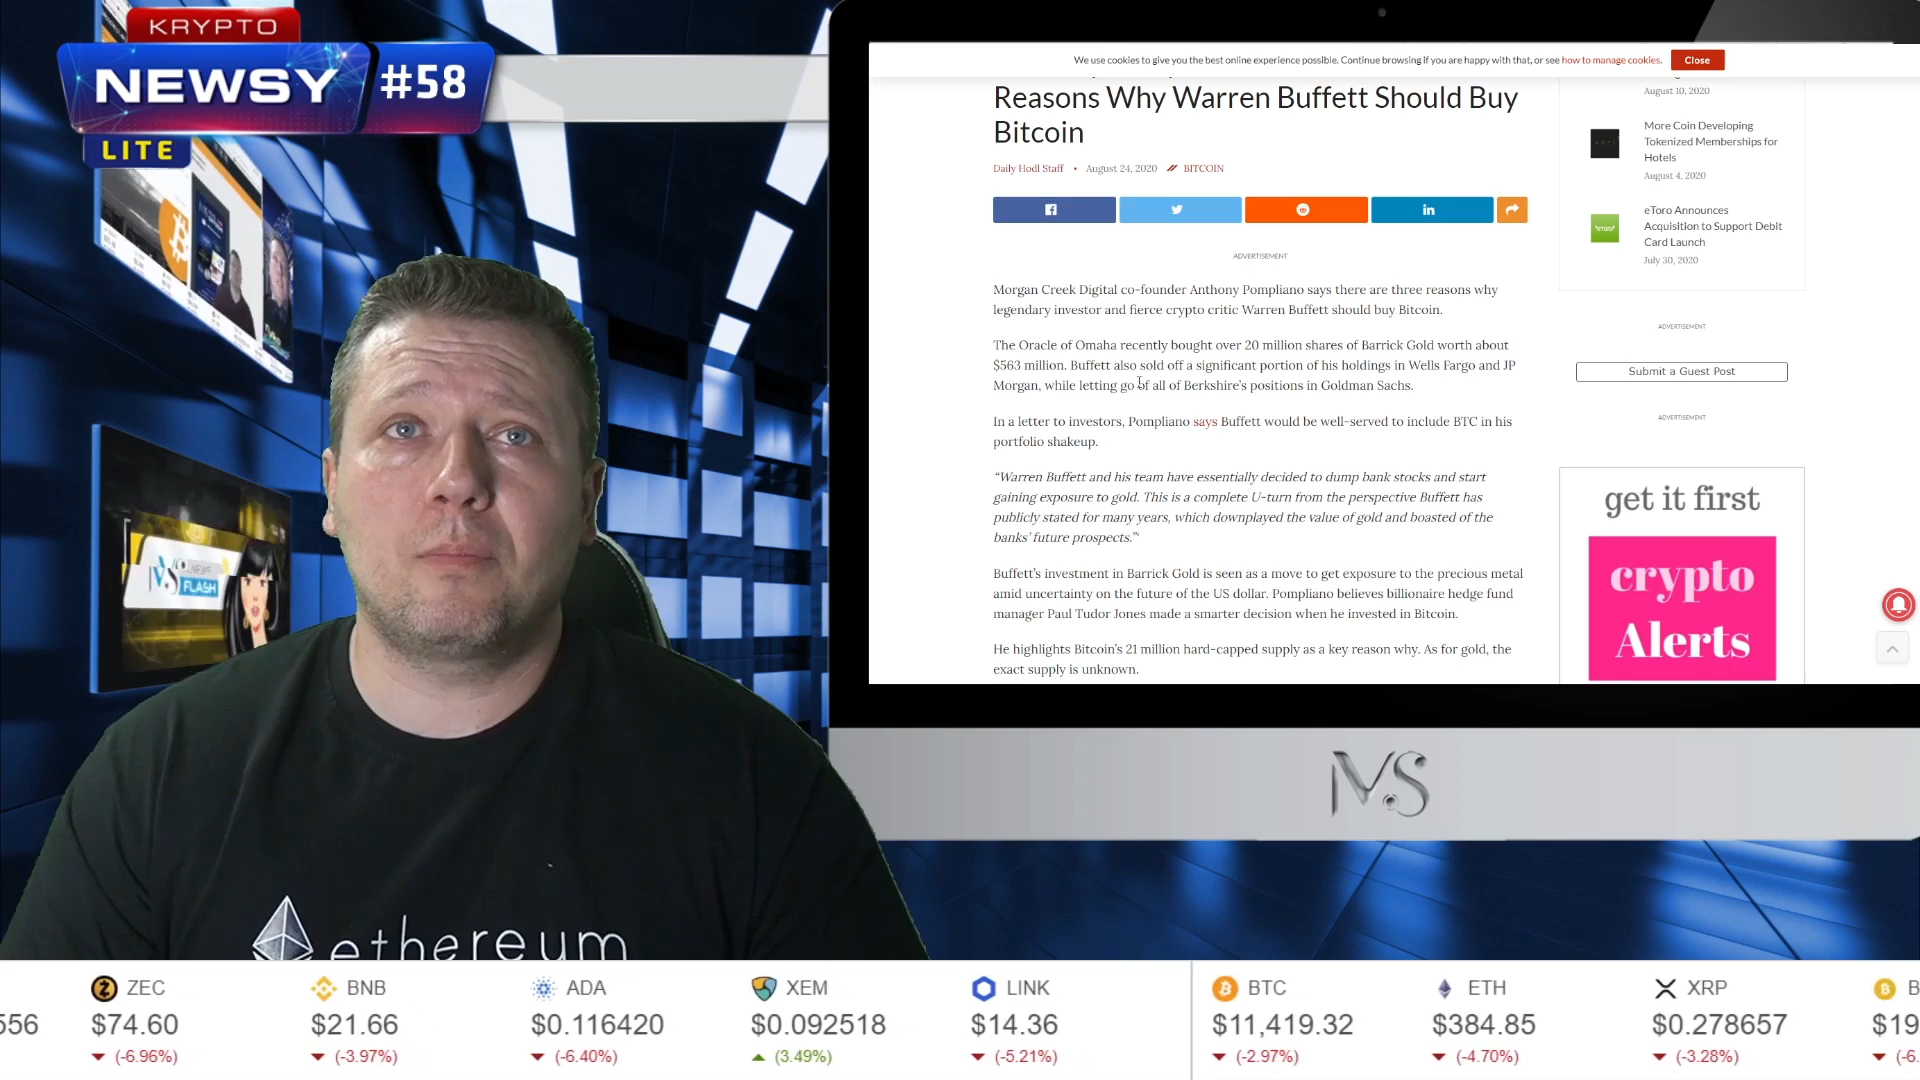 KRYPTO
NEWSY #58
LITE
We use cookies to give you the best online experience possible. Continue browsing if you are happy with that, or see how to manage cookies. Close
Reasons Why Warren Buffett Should Buy
Bitcoin
Daily Hodl Staff • August 24, 2020 BITCOIN
ADVERTISEMENT
Morgan Creek Digital co-founder Anthony Pompliano says there are three reasons why
legendary investor and fierce crypto critic Warren Buffett should buy Bitcoin.
The Oracle of Omaha recently bought over 20 million shares of Barrick Gold worth about
$563 million. Buffett also sold off a significant portion of his holdings in Wells Fargo and JP
Morgan, while letting go of all of Berkshire's positions in Goldman Sachs.
In a letter to investors, Pompliano says Buffett would be well-served to include BTC in his
portfolio shakeup.
“Warren Buffett and his team have essentially decided to dump bank stocks and start
gaining exposure to gold. This is a complete U-turn from the perspective Buffett has
publicly stated for many years, which downplayed the value of gold and boasted of the
banks’ future prospects.”
Buffett's investment in Barrick Gold is seen as a move to get exposure to the precious metal
amid uncertainty on the future of the US dollar. Pompliano believes billionaire hedge fund
manager Paul Tudor Jones made a smarter decision when he invested in Bitcoin.
He highlights Bitcoin's 21 million hard-capped supply as a key reason why. As for gold, the
exact supply is unknown.
August 10, 2020
More Coin Developing
Tokenized Memberships for
Hotels
August 4, 2020
eToro Announces
Acquisition to Support Debit
Card Launch
July 30, 2020
ADVERTISEMENT
Submit a Guest Post
ADVERTISEMENT
get it first
crypto
Alerts
NEWS
FLASH
MS
ethereum
ZEC BNB ADA XEM LINK BTC ETH XRP B
556 $74.60 $21.66 $0.116420 $0.092518 $14.36 $11,419.32 $384.85 $0.278657 $19
(-6.96%) (-3.97%) (-6.40%) (3.49%) (-5.21%) (-2.97%) (-4.70%) (-3.28%) (-6.